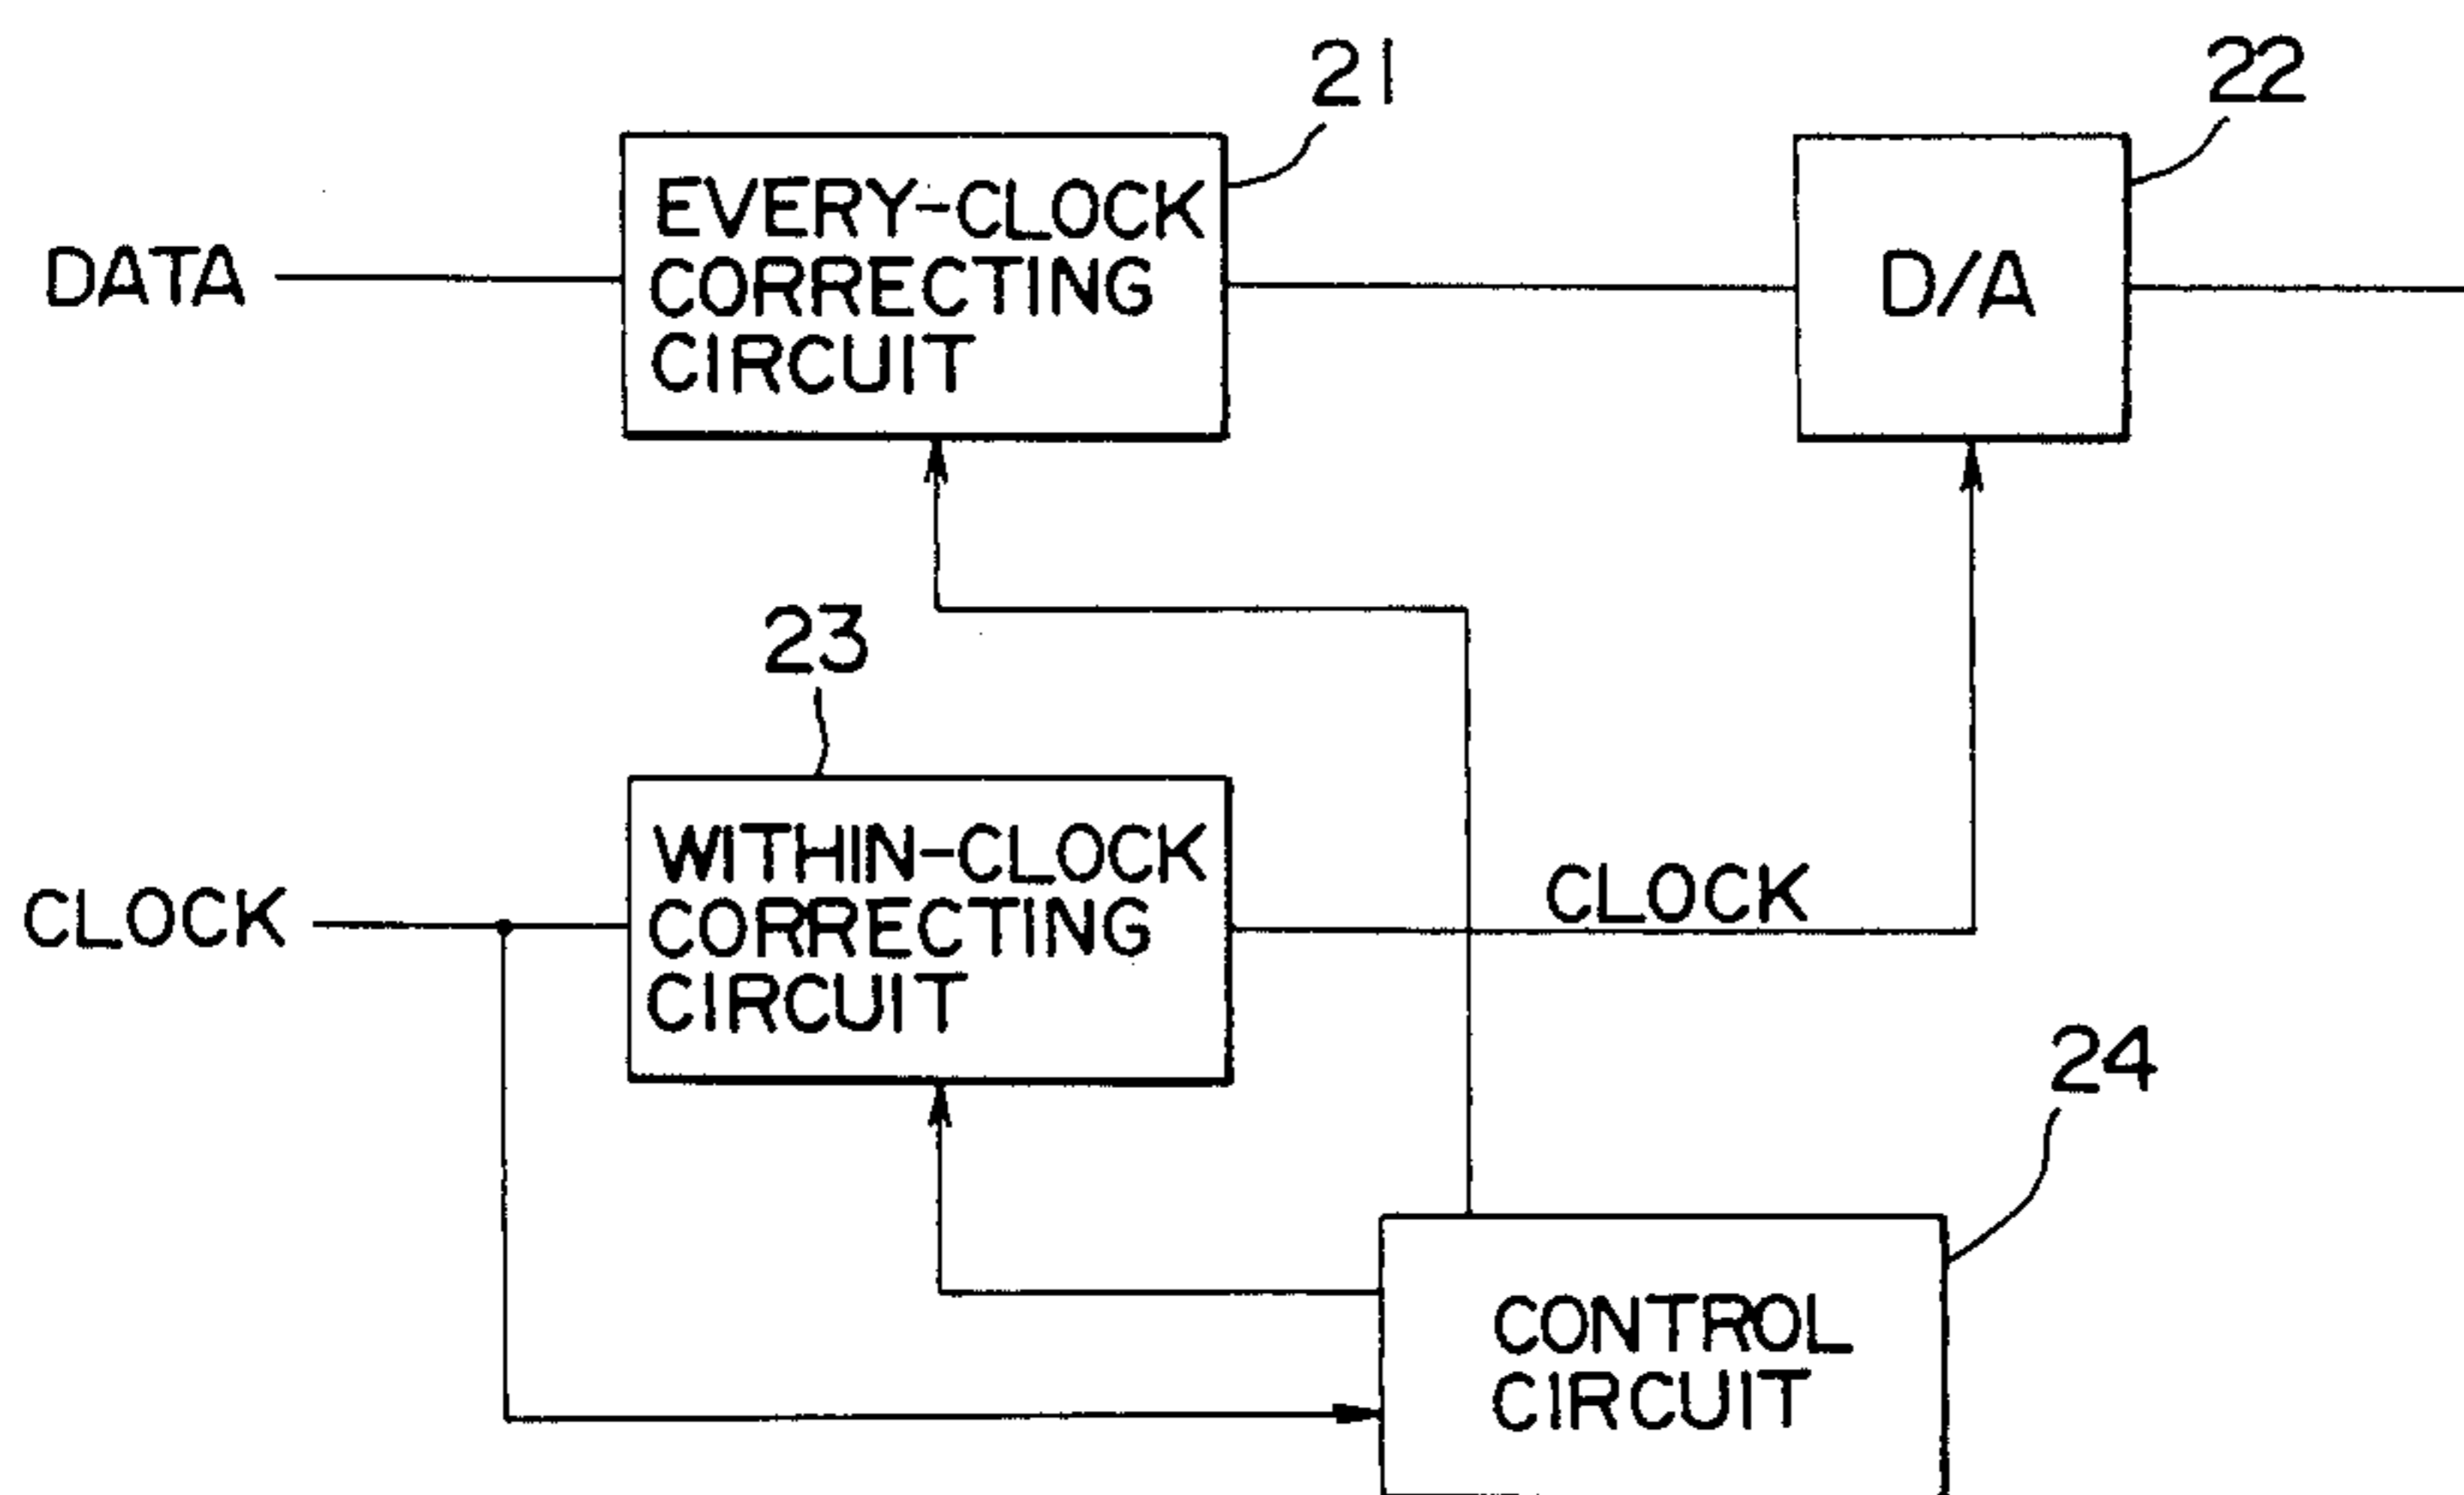 21
22
EVERY-CLOCK
CORRECTING
CIRCUIT
DATA
D/A
23
WITHIN-CLOCK
CORRECTING
CIRCUIT
CLOCK
CLOCK
24
CONTROL
CIRCUIT